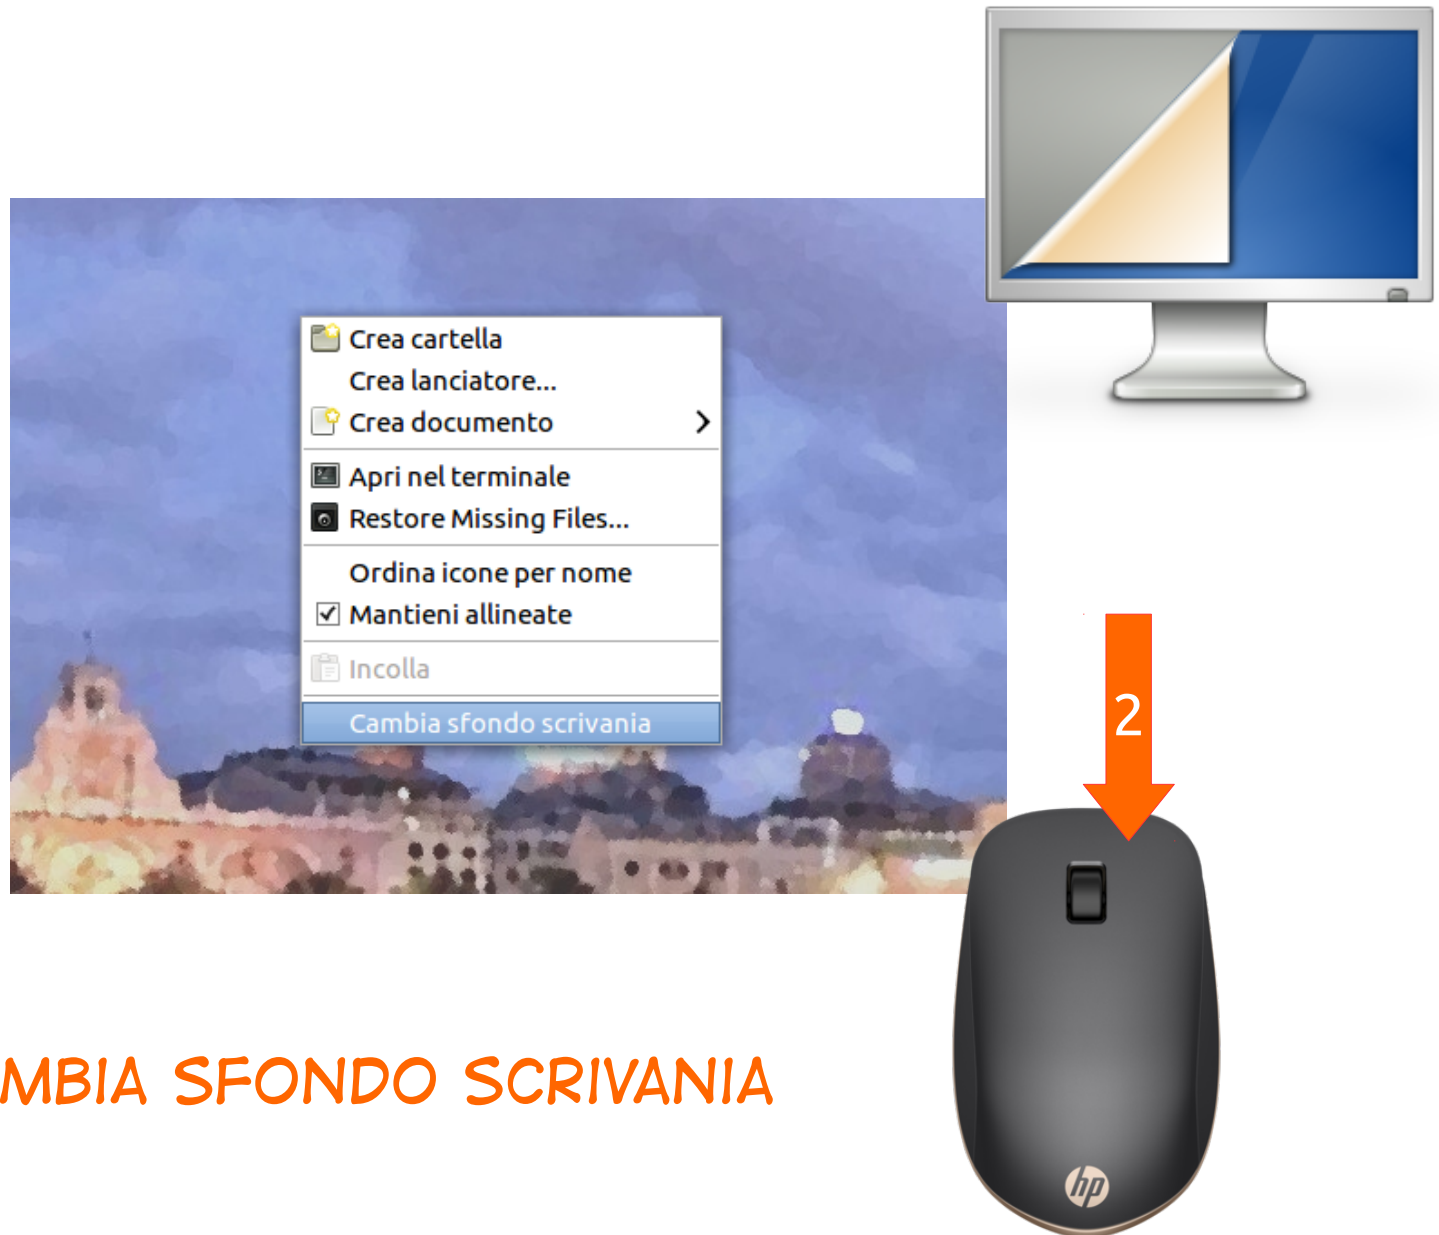 Crea cartella
Crea lanciatore...
Crea documento
Apri nel terminale
Restore Missing Files...
Ordina icone per nome
Mantieni allineate
Incolla
Cambia sfondo scrivania
2
MBIA SFONDO SCRIVANIA
hp